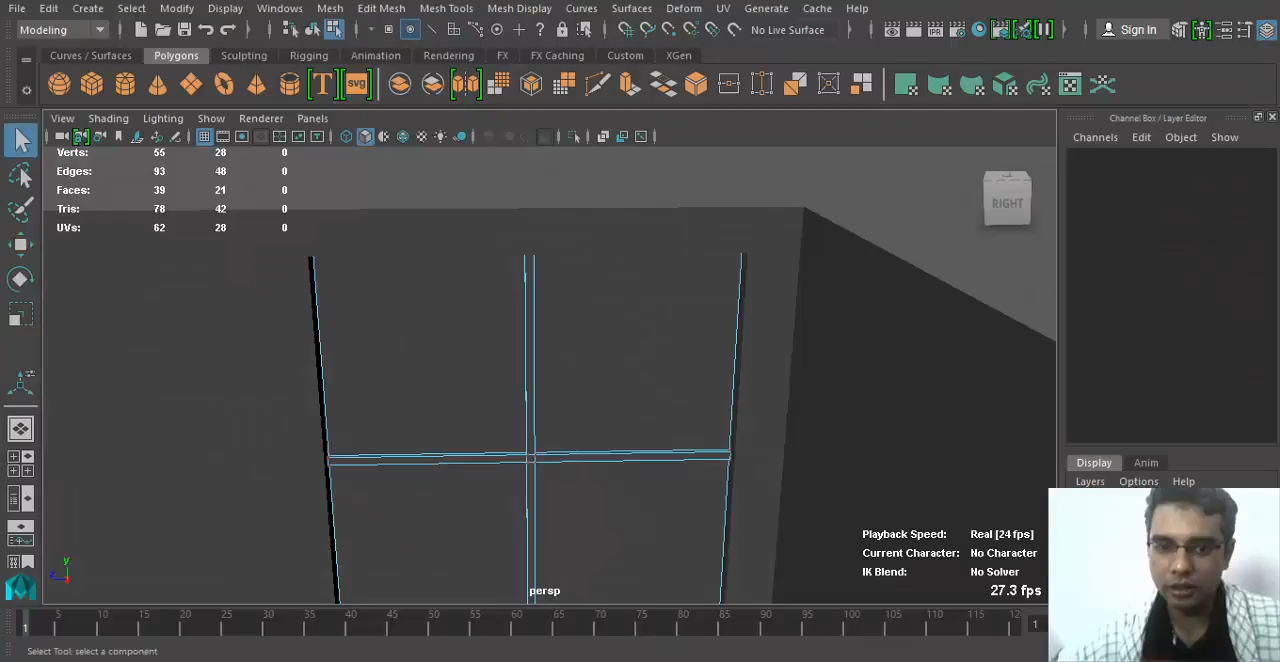 File Edit Create Select Modify Display Windows Mesh Edit Mesh Mesh Tools Mesh Display Curves Surfaces Deform UV Generate Cache Help
Modeling No Live Surface Sign In
Curves / Surfaces Polygons Sculpting Rigging Animation Rendering FX FX Caching Custom XGen
T svg
View Shading Lighting Show Renderer Panels
Channel Box / Layer Editor
Channels Edit Object Show
Verts: 55 28 0
Edges: 93 48 0
Faces: 39 21 0
Tris: 78 42 0
UVs: 62 28 0
RIGHT
Display Anim
Layers Options Help
Playback Speed: Real [24 fps]
Current Character: No Character
IK Blend: No Solver
27.3 fps
y
z
persp
5 10 15 20 25 30 35 40 45 50 55 60 65 70 75 80 85 90 95 100 105 110 115 12
1 1
Select Tool: select a component